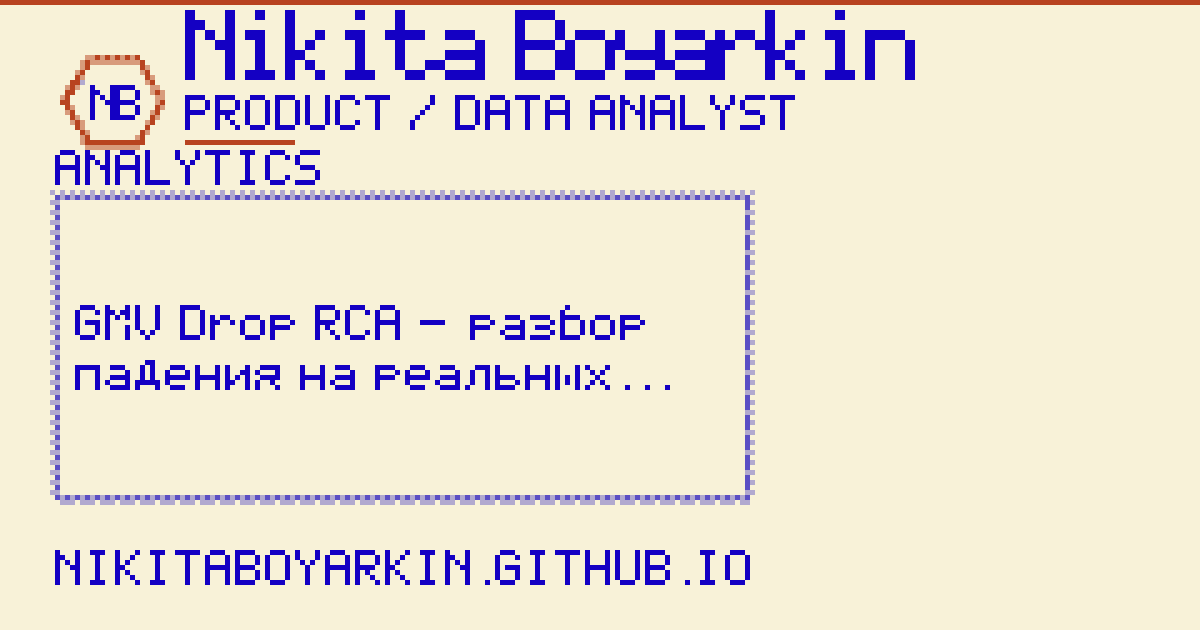 Nikita Boyarkin
NB
PRODUCT / DATA ANALYST
ANALYTICS
GMV Drop RCA — разбор
падения на реальных...
NIKITABOYARKIN.GITHUB.IO